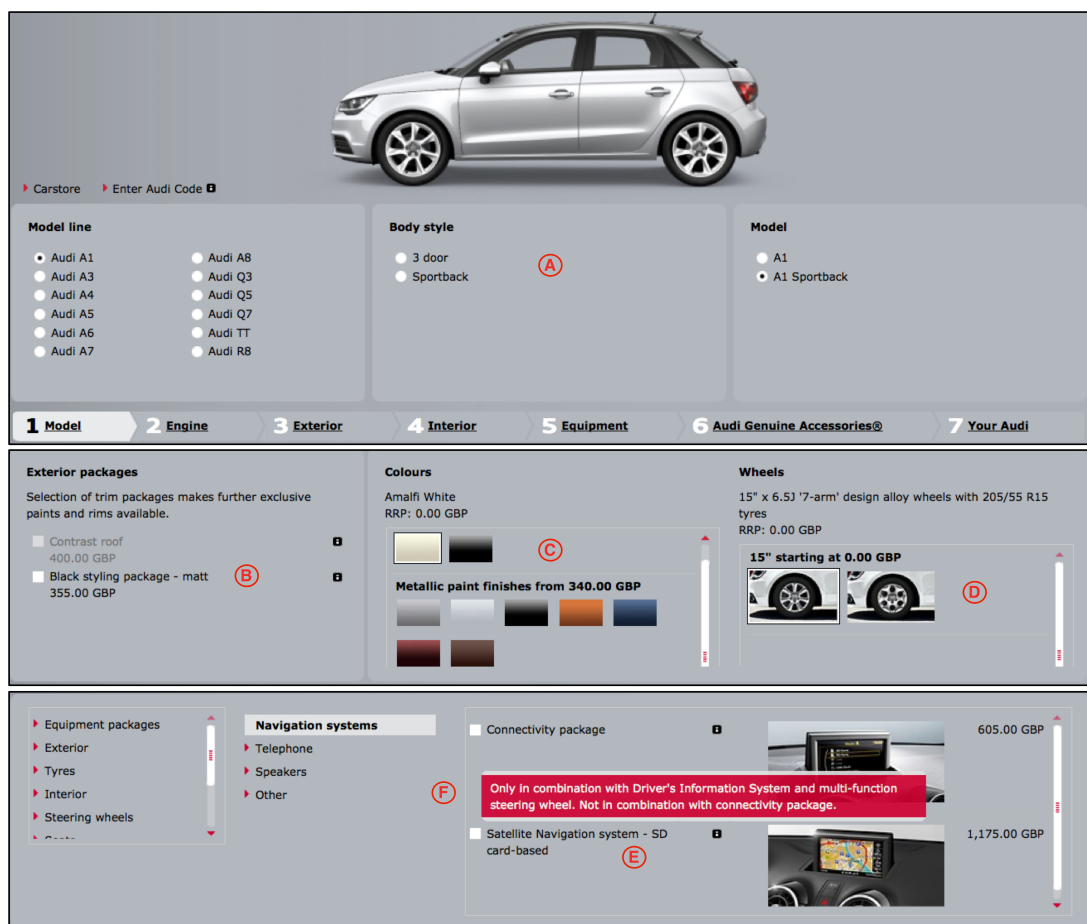 Carstore Enter Audi Code
Model line
Audi A1
Audi A3
Audi A4
Audi A5
Audi A6
Audi A7
Audi A8
Audi Q3
Audi Q5
Audi Q7
Audi TT
Audi R8
Body style
3 door
Sportback
A
Model
A1
A1 Sportback
1 Model 2 Engine 3 Exterior 4 Interior 5 Equipment 6 Audi Genuine Accessories® 7 Your Audi
Exterior packages
Selection of trim packages makes further exclusive
paints and rims available.
Contrast roof
400.00 GBP
Black styling package - matt
355.00 GBP
B
Colours
Amalfi White
RRP: 0.00 GBP
C
Metallic paint finishes from 340.00 GBP
Wheels
15" x 6.5J '7-arm' design alloy wheels with 205/55 R15
tyres
RRP: 0.00 GBP
15" starting at 0.00 GBP
D
Equipment packages
Exterior
Tyres
Interior
Steering wheels
Navigation systems
Telephone
Speakers
Other
F
Connectivity package 605.00 GBP
Only in combination with Driver's Information System and multi-function
steering wheel. Not in combination with connectivity package.
Satellite Navigation system - SD 1,175.00 GBP
card-based
E